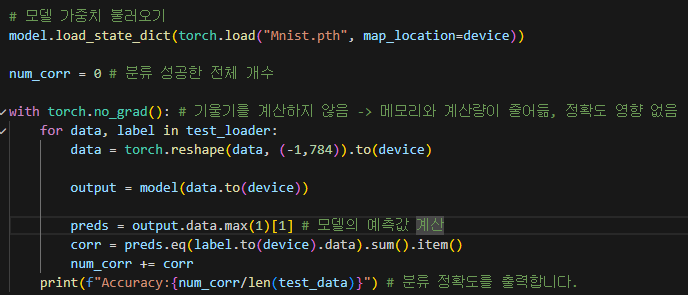 # 모델 가중치 불러오기
model.load_state_dict(torch.load("Mnist.pth", map_location=device))
num_corr = 0 # 분류 성공한 전체 개수
with torch.no_grad(): # 기울기를 계산하지 않음 -> 메모리와 계산량이 줄어듦, 정확도 영향 없음
    for data, label in test_loader:
        data = torch.reshape(data, (-1,784)).to(device)
        output = model(data.to(device))
        preds = output.data.max(1)[1] # 모델의 예측값 계산
        corr = preds.eq(label.to(device).data).sum().item()
        num_corr += corr
    print(f"Accuracy:{num_corr/len(test_data)}") # 분류 정확도를 출력합니다.